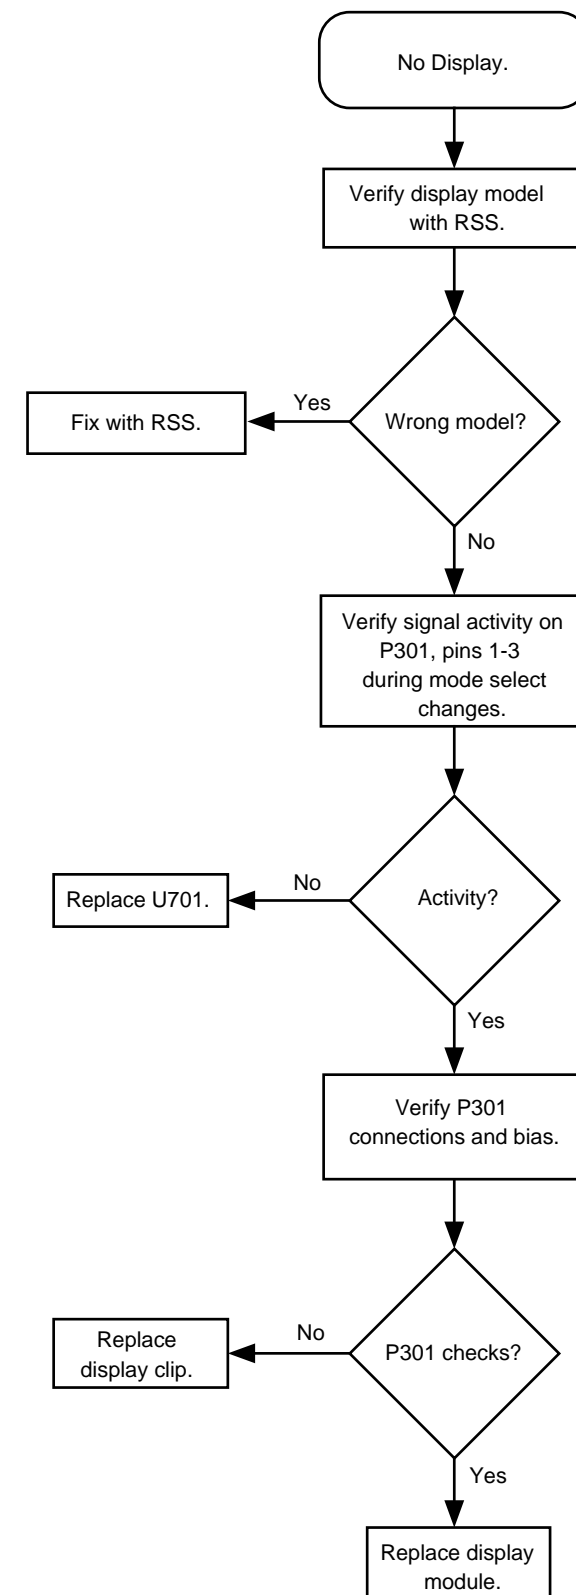 No Display.
Verify display model
with RSS.
Yes
Fix with RSS.
Wrong model?
No
Verify signal activity on
P301, pins 1-3
during mode select
changes.
No
Replace U701.
Activity?
Yes
Verify P301
connections and bias.
No
Replace
display clip.
P301 checks?
Yes
Replace display
module.